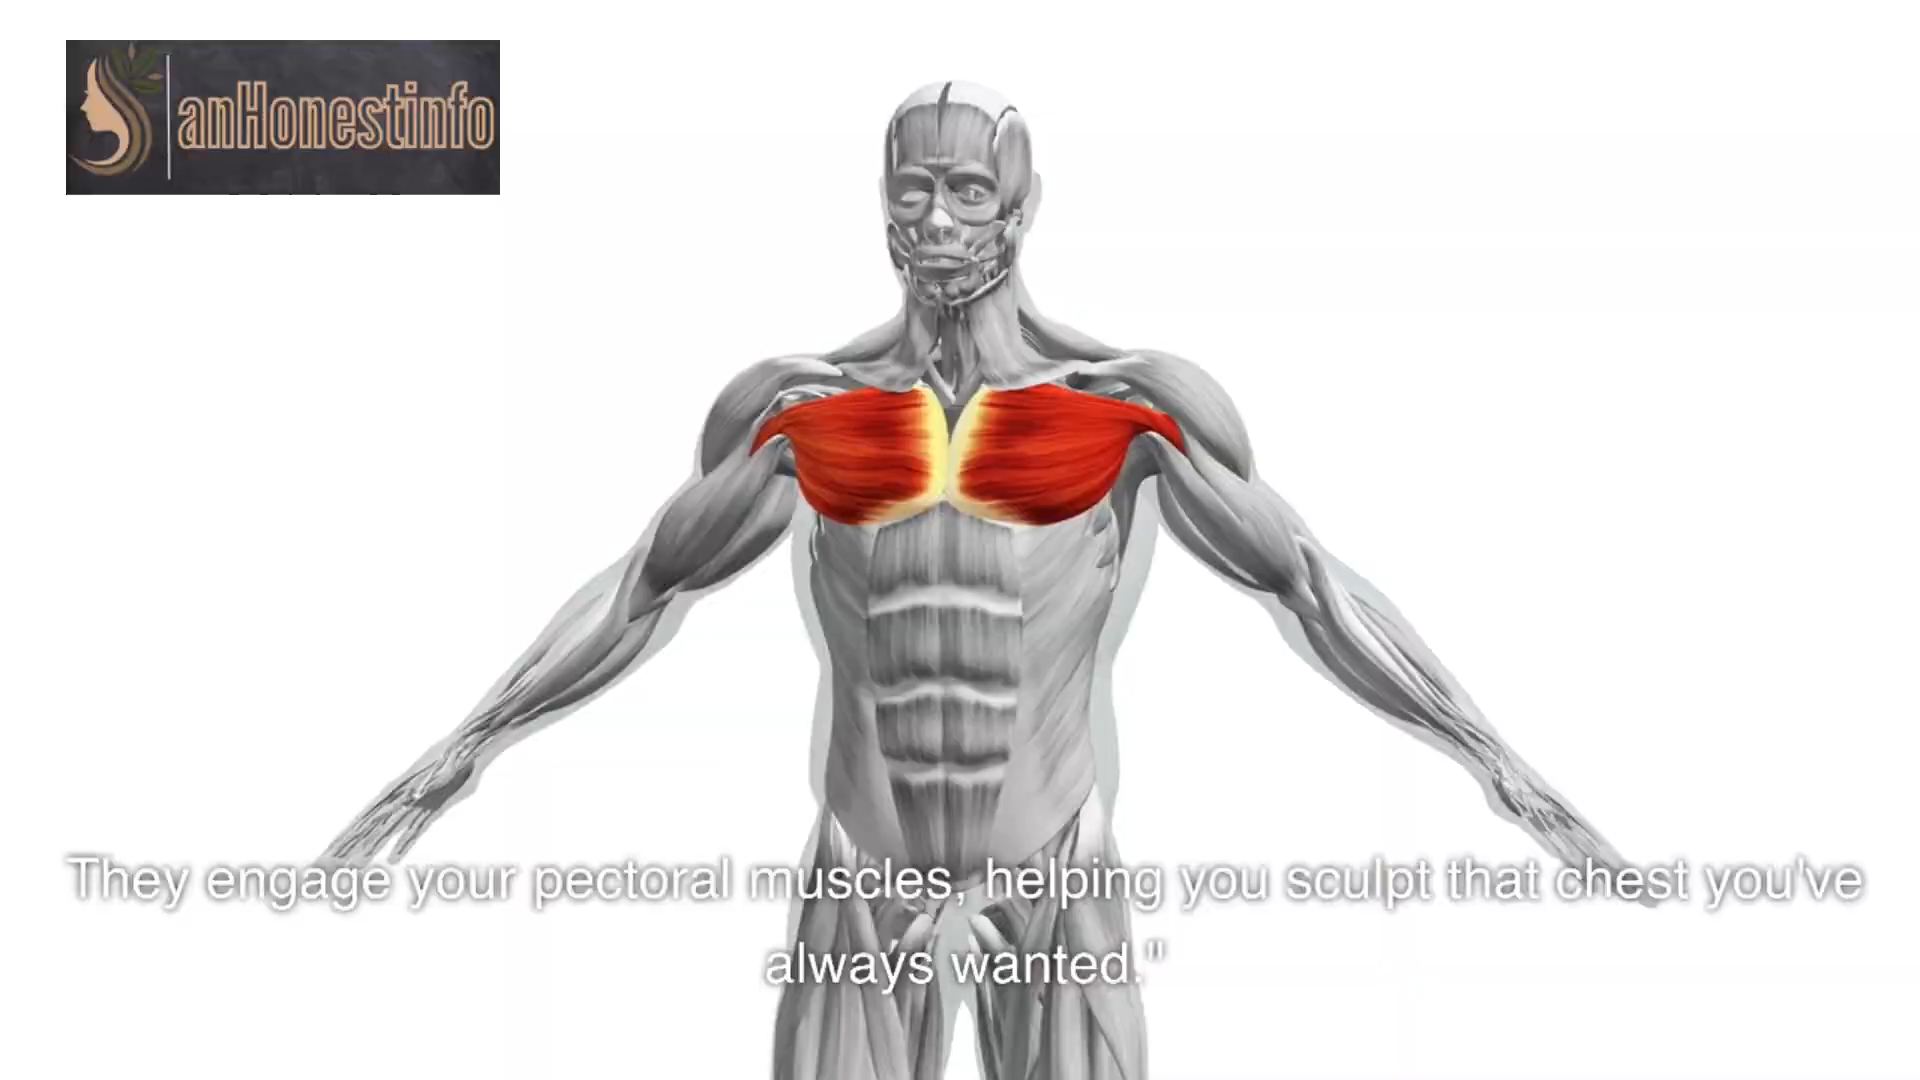 anHonestinfo
They engage your pectoral muscles, helping you sculpt that chest you've
always wanted."